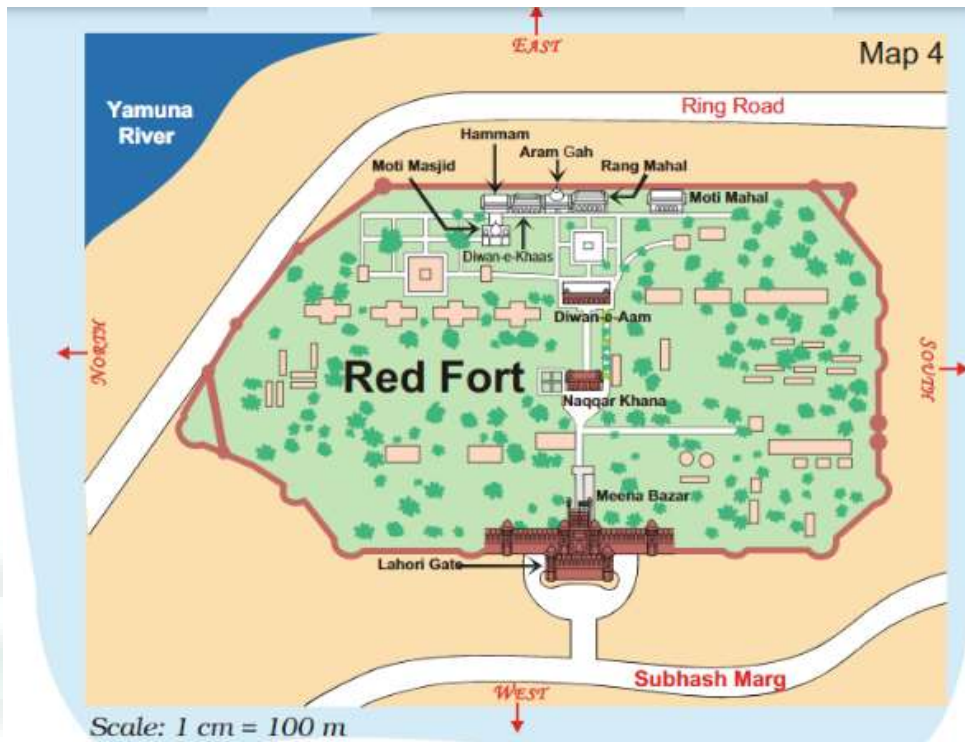 EAST
Map 4
Ring Road
Yamuna
River
Hammam
Aram Gah
Moti Masjid
Rang Mahal
Moti Mahal
Diwan-e-Khaas
Diwan-e-Aam
NORTH
SOUTH
Red Fort
Naqqar Khana
Meena Bazar
Lahori Gate
Subhash Marg
WEST
Scale: 1 cm = 100 m